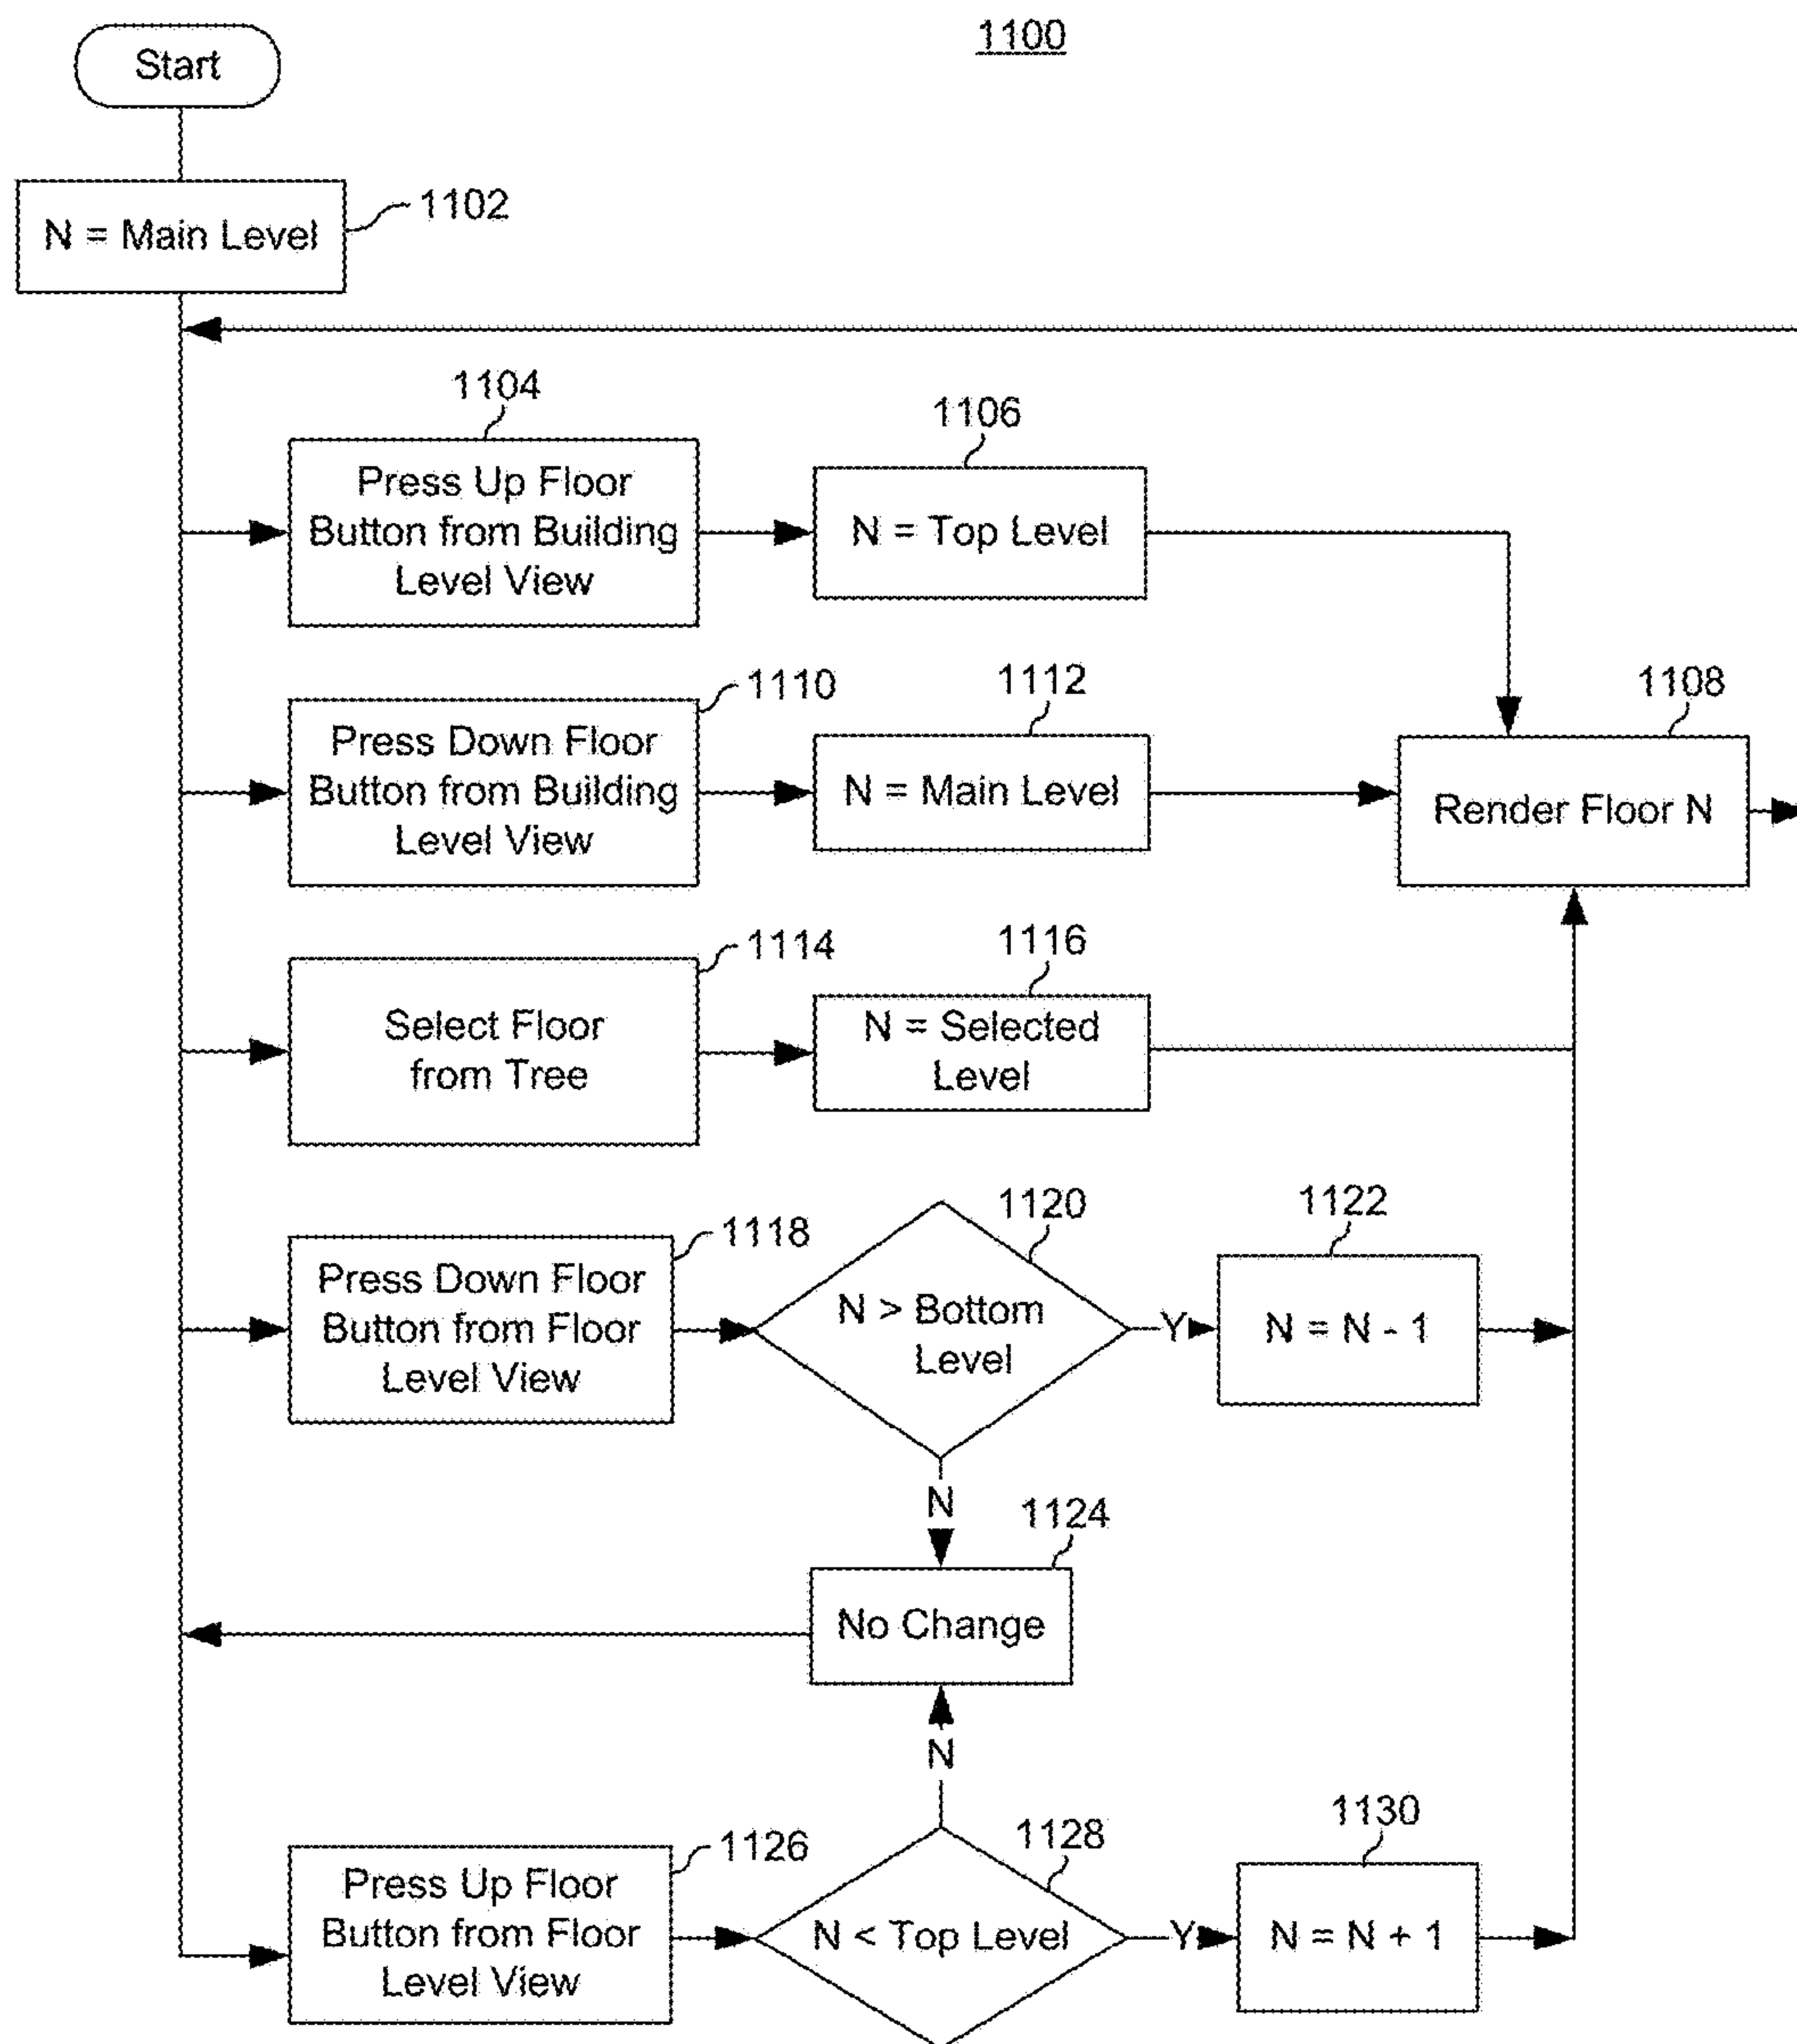 1100
Start
N = Main Level
1102
1104
Press Up Floor
Button from Building
Level View
1106
N = Top Level
1110
Press Down Floor
Button from Building
Level View
1112
N = Main Level
1108
Render Floor N
1114
Select Floor
from Tree
1116
N = Selected
Level
1118
Press Down Floor
Button from Floor
Level View
1120
N > Bottom
Level
Y
1122
N = N - 1
N
1124
No Change
N
1126
Press Up Floor
Button from Floor
Level View
1128
N < Top Level
Y
1130
N = N + 1